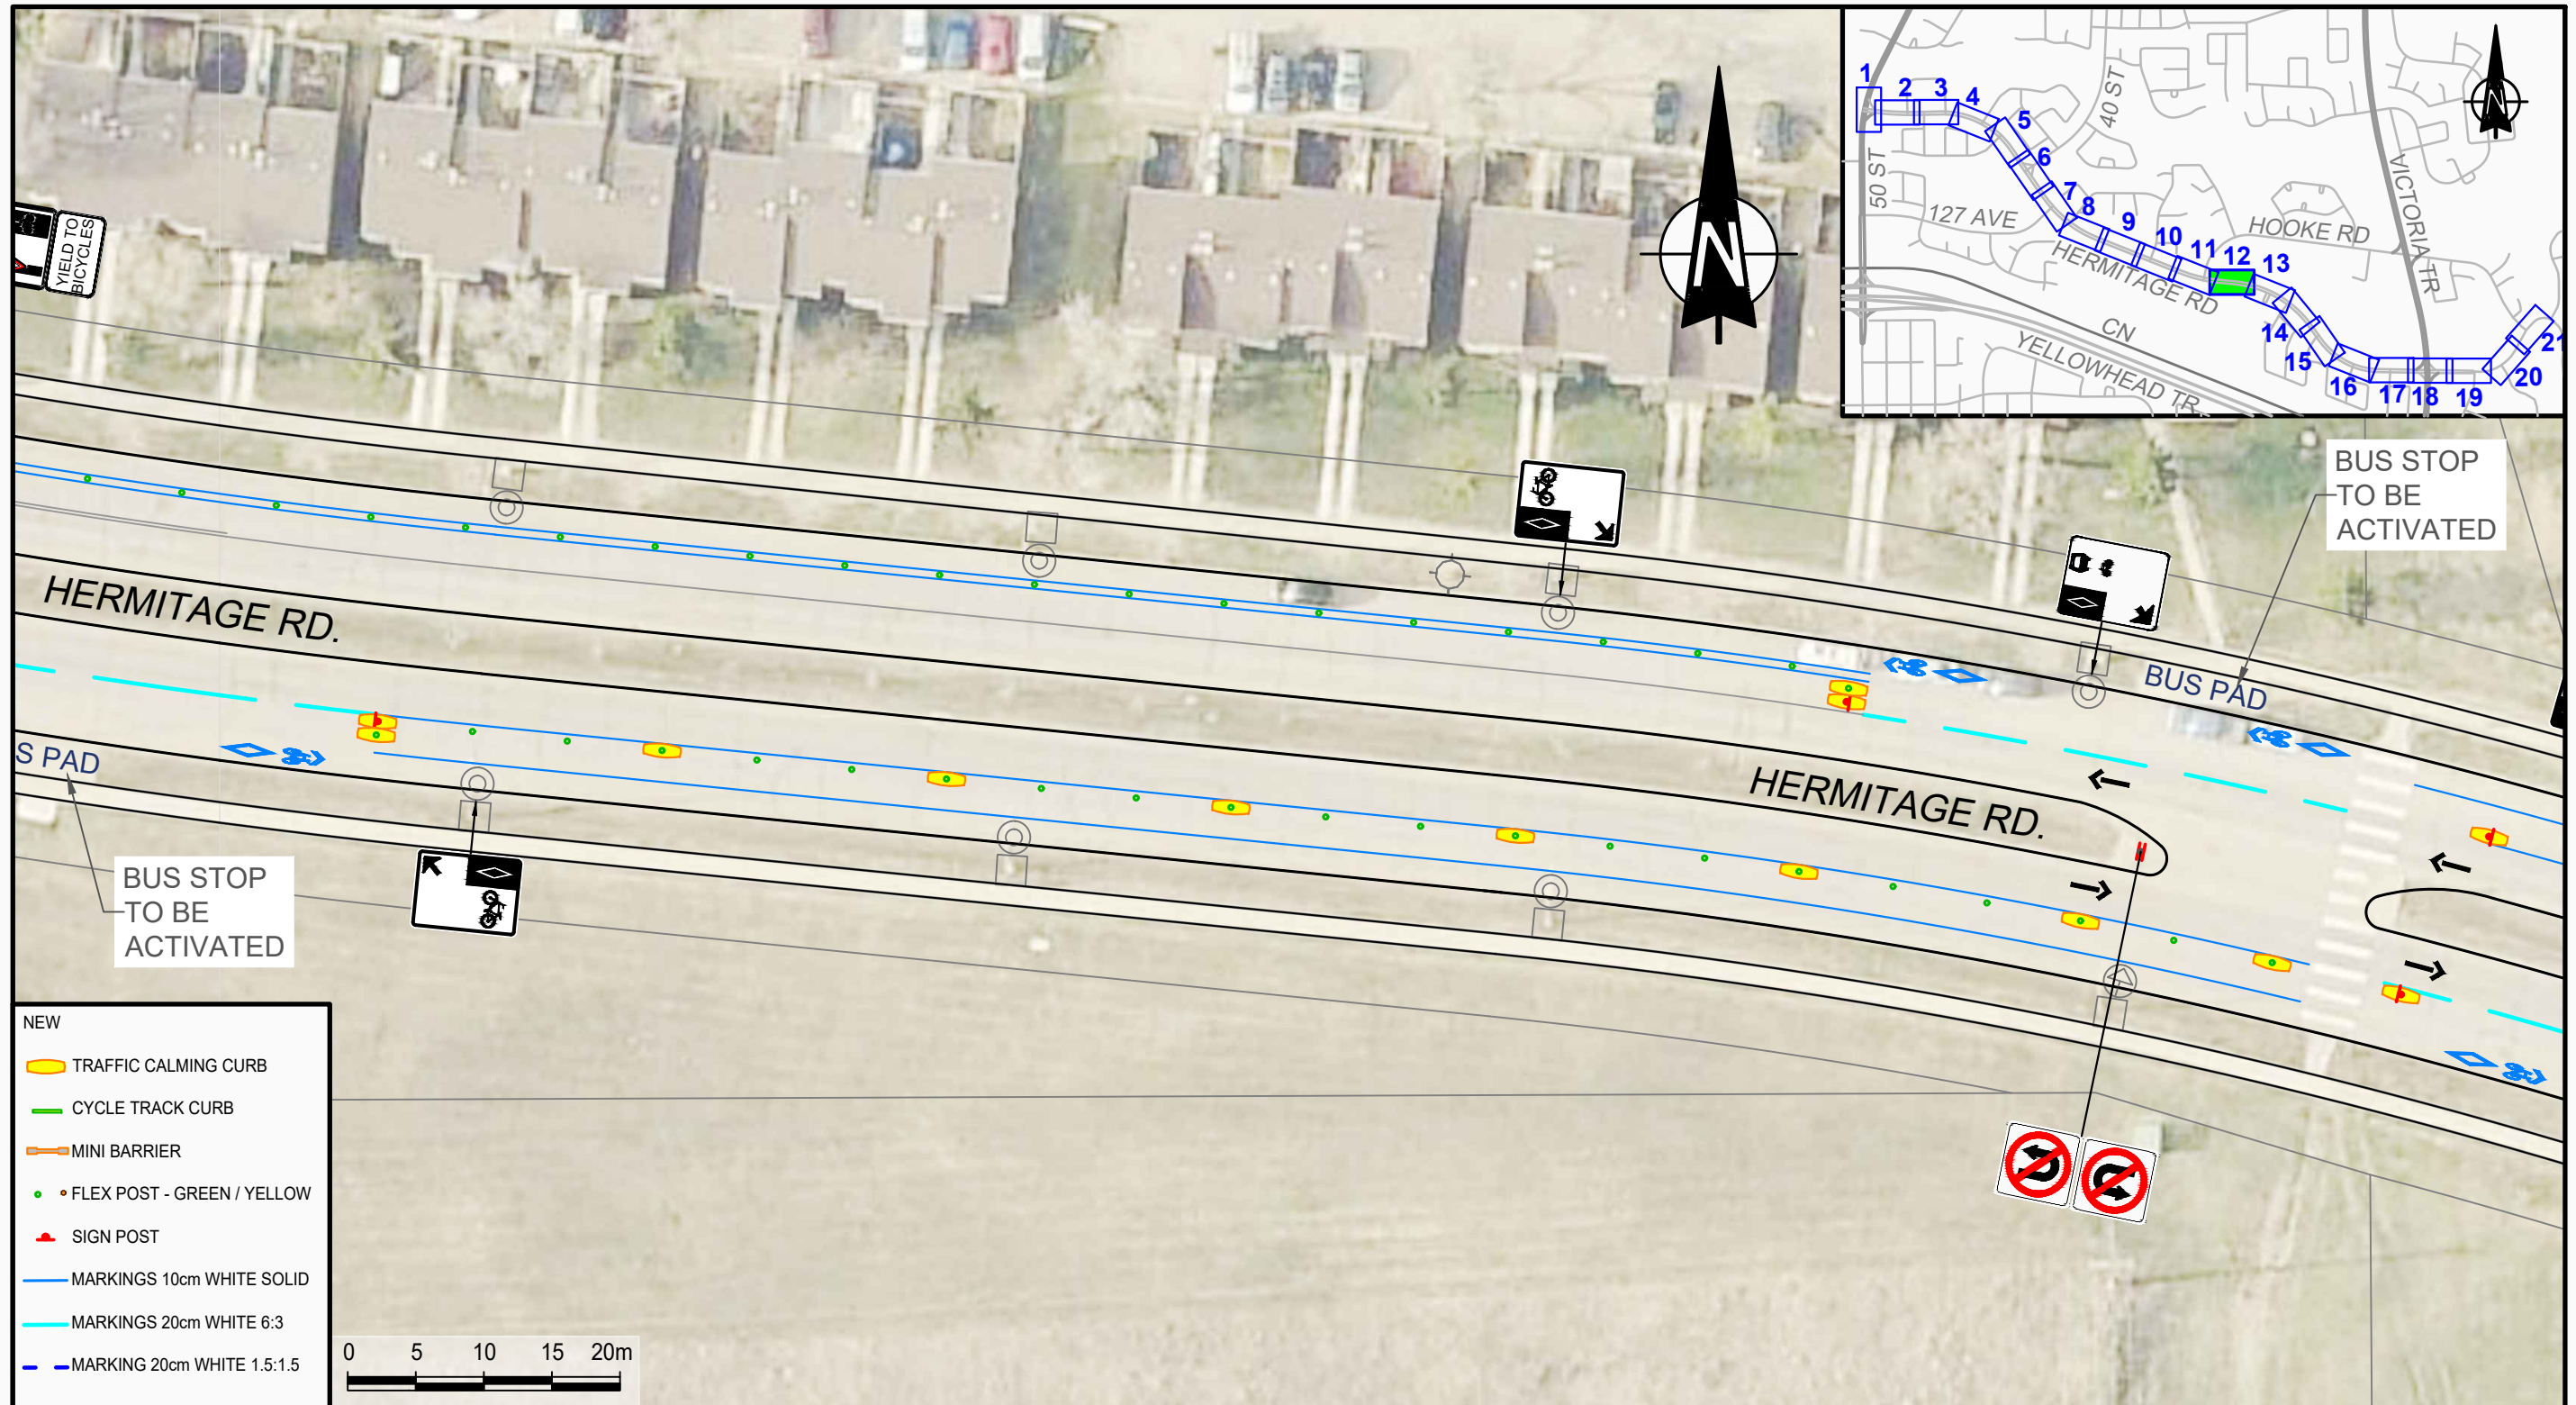 YIELD TO
BICYCLES
N
1
2
3
4
5
6
7
8
9
10
11
12
13
14
15
16
17
18
19
20
21
50 ST
40 ST
127 AVE
HERMITAGE RD
HOOKE RD
VICTORIA TR
CN
YELLOWHEAD TR
N
BUS STOP
TO BE
ACTIVATED
HERMITAGE RD.
BUS PAD
HERMITAGE RD.
S PAD
BUS STOP
TO BE
ACTIVATED
NEW
TRAFFIC CALMING CURB
CYCLE TRACK CURB
MINI BARRIER
FLEX POST - GREEN / YELLOW
SIGN POST
MARKINGS 10cm WHITE SOLID
MARKINGS 20cm WHITE 6:3
MARKING 20cm WHITE 1.5:1.5
0 5 10 15 20m